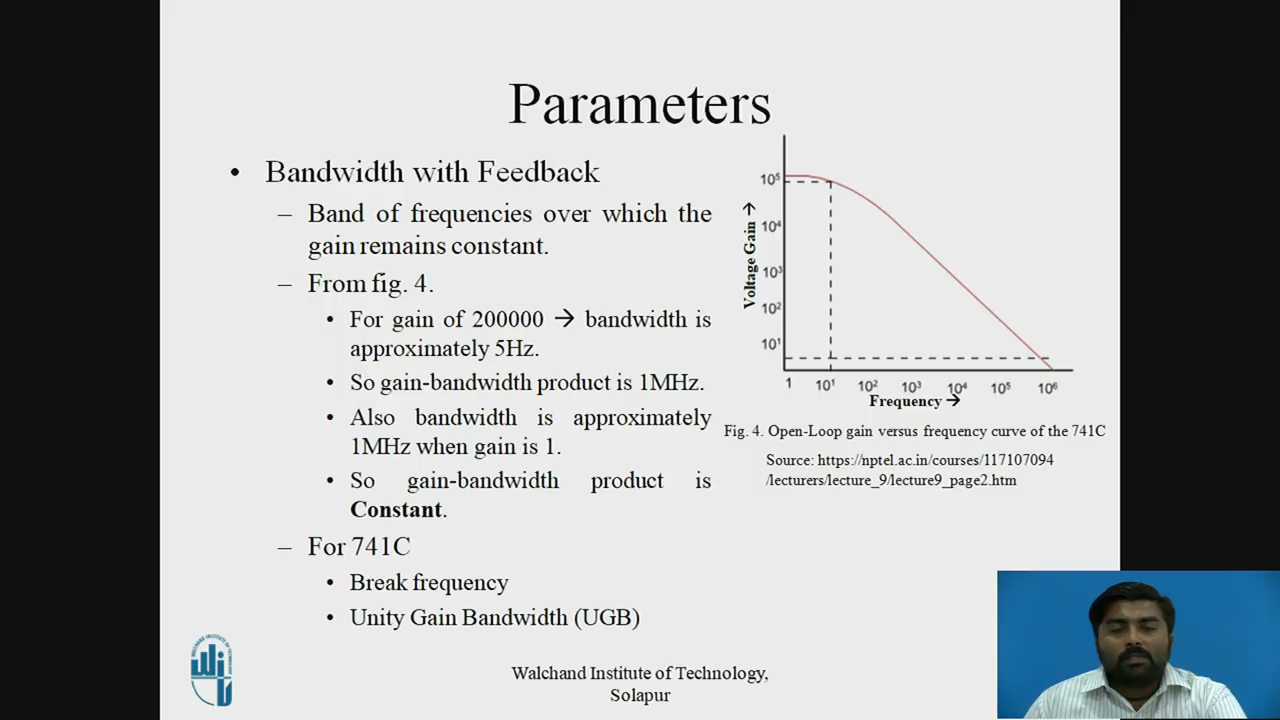 Parameters
• Bandwidth with Feedback
– Band of frequencies over which the
gain remains constant.
– From fig. 4.
• For gain of 200000 → bandwidth is
approximately 5Hz.
• So gain-bandwidth product is 1MHz.
• Also bandwidth is approximately
1MHz when gain is 1.
• So gain-bandwidth product is
Constant.
– For 741C
• Break frequency
• Unity Gain Bandwidth (UGB)
Voltage Gain →
10⁵
10⁴
10³
10²
10¹
1 10¹ 10² 10³ 10⁴ 10⁵ 10⁶
Frequency →
Fig. 4. Open-Loop gain versus frequency curve of the 741C
Source: https://nptel.ac.in/courses/117107094
/lecturers/lecture_9/lecture9_page2.htm
Walchand Institute of Technology,
Solapur